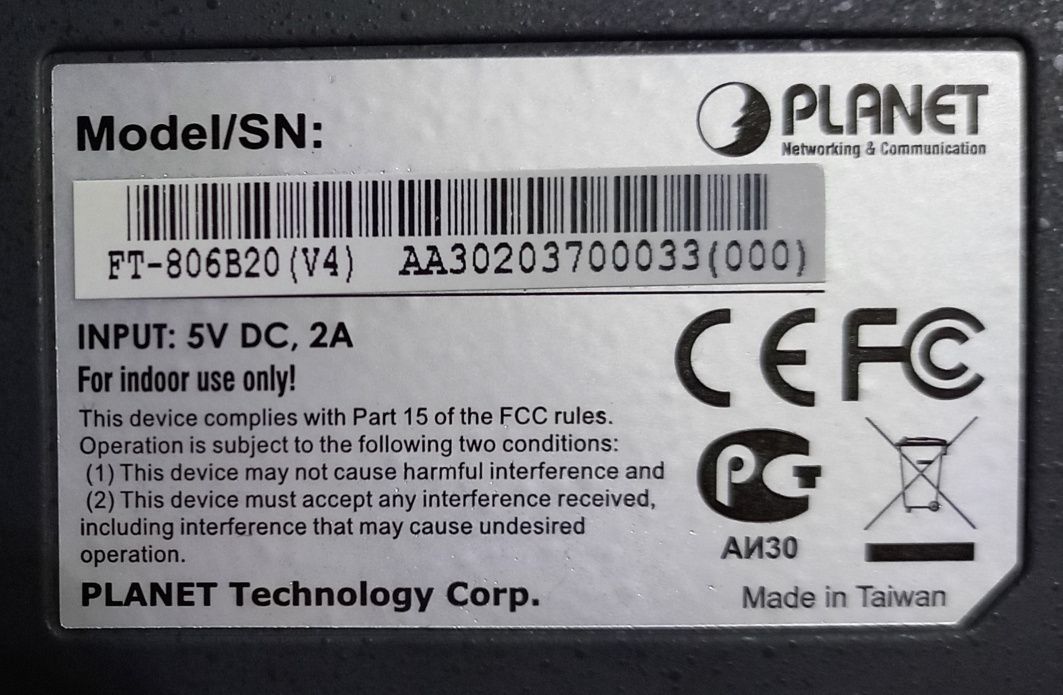 PLANET
Networking & Communication
Model/SN:
FT-806B20(V4) AA30203700033(000)
INPUT: 5V DC, 2A
For indoor use only!
This device complies with Part 15 of the FCC rules.
Operation is subject to the following two conditions:
(1) This device may not cause harmful interference and
(2) This device must accept any interference received,
including interference that may cause undesired
operation.
PLANET Technology Corp.
CE FC
РСТ
АИ30
Made in Taiwan